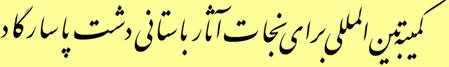 کمیته بین المللی برای نجات آثار باستانی دشت پاسارگاد